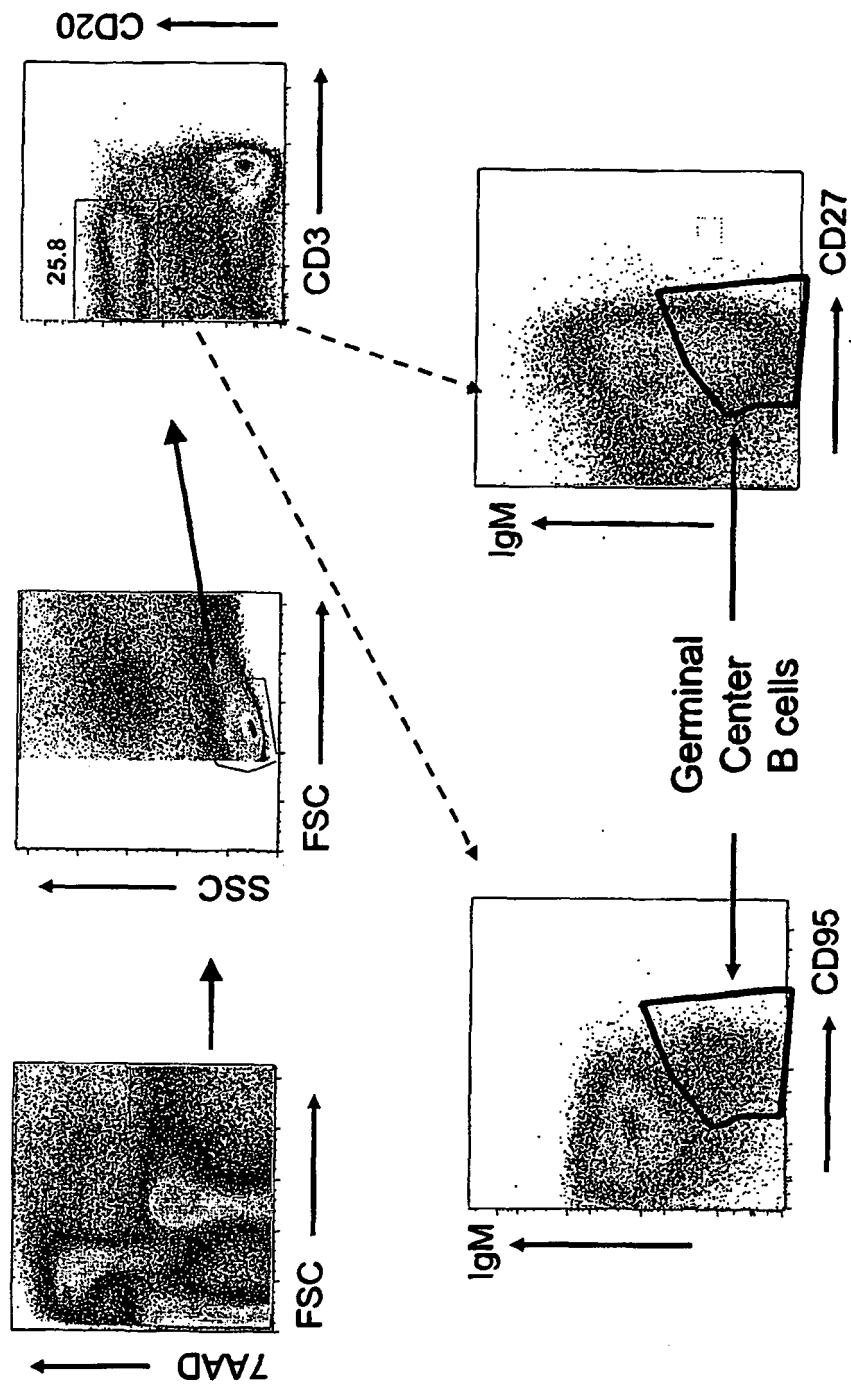 7AAD
FSC
SSC
FSC
25.8
CD20
CD3
IgM
CD95
Germinal
Center
B cells
IgM
CD27